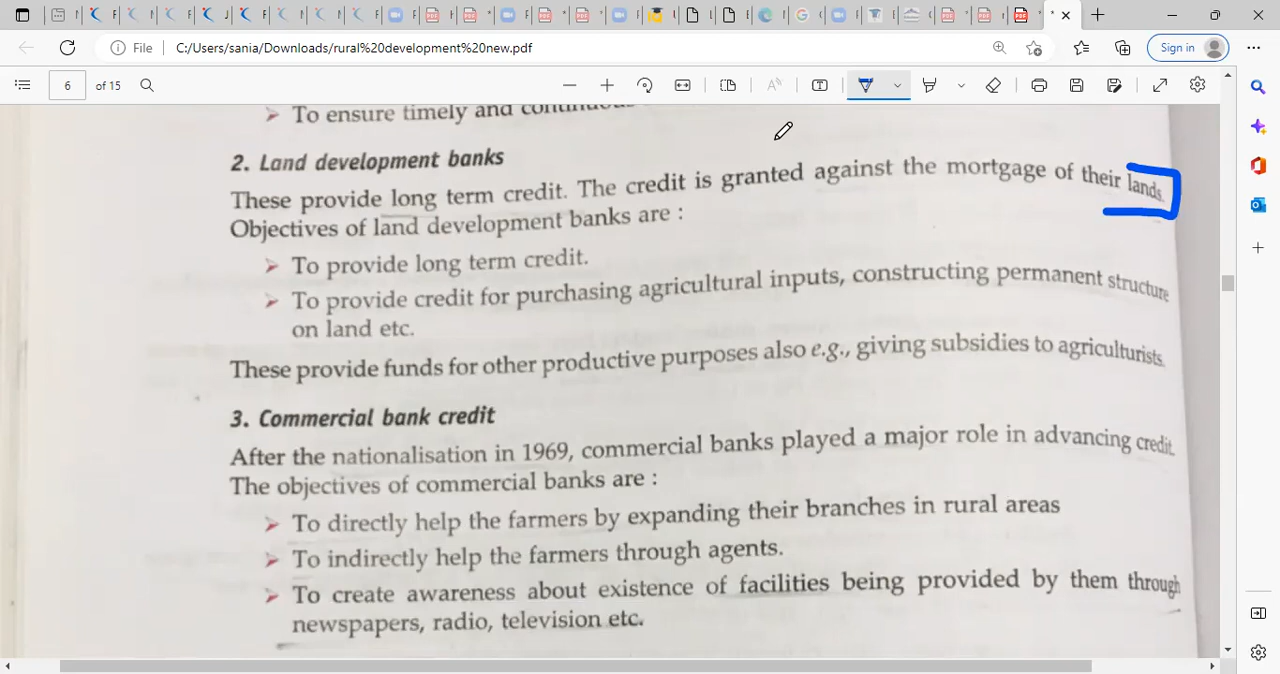 File
C:/Users/sania/Downloads/rural%20development%20new.pdf
Sign in
6 of 15
➤ To ensure timely and continuous
2. Land development banks
These provide long term credit. The credit is granted against the mortgage of their lands.
Objectives of land development banks are :
➤ To provide long term credit.
➤ To provide credit for purchasing agricultural inputs, constructing permanent structure
on land etc.
These provide funds for other productive purposes also e.g., giving subsidies to agriculturists.
3. Commercial bank credit
After the nationalisation in 1969, commercial banks played a major role in advancing credit.
The objectives of commercial banks are :
➤ To directly help the farmers by expanding their branches in rural areas
➤ To indirectly help the farmers through agents.
➤ To create awareness about existence of facilities being provided by them through
newspapers, radio, television etc.